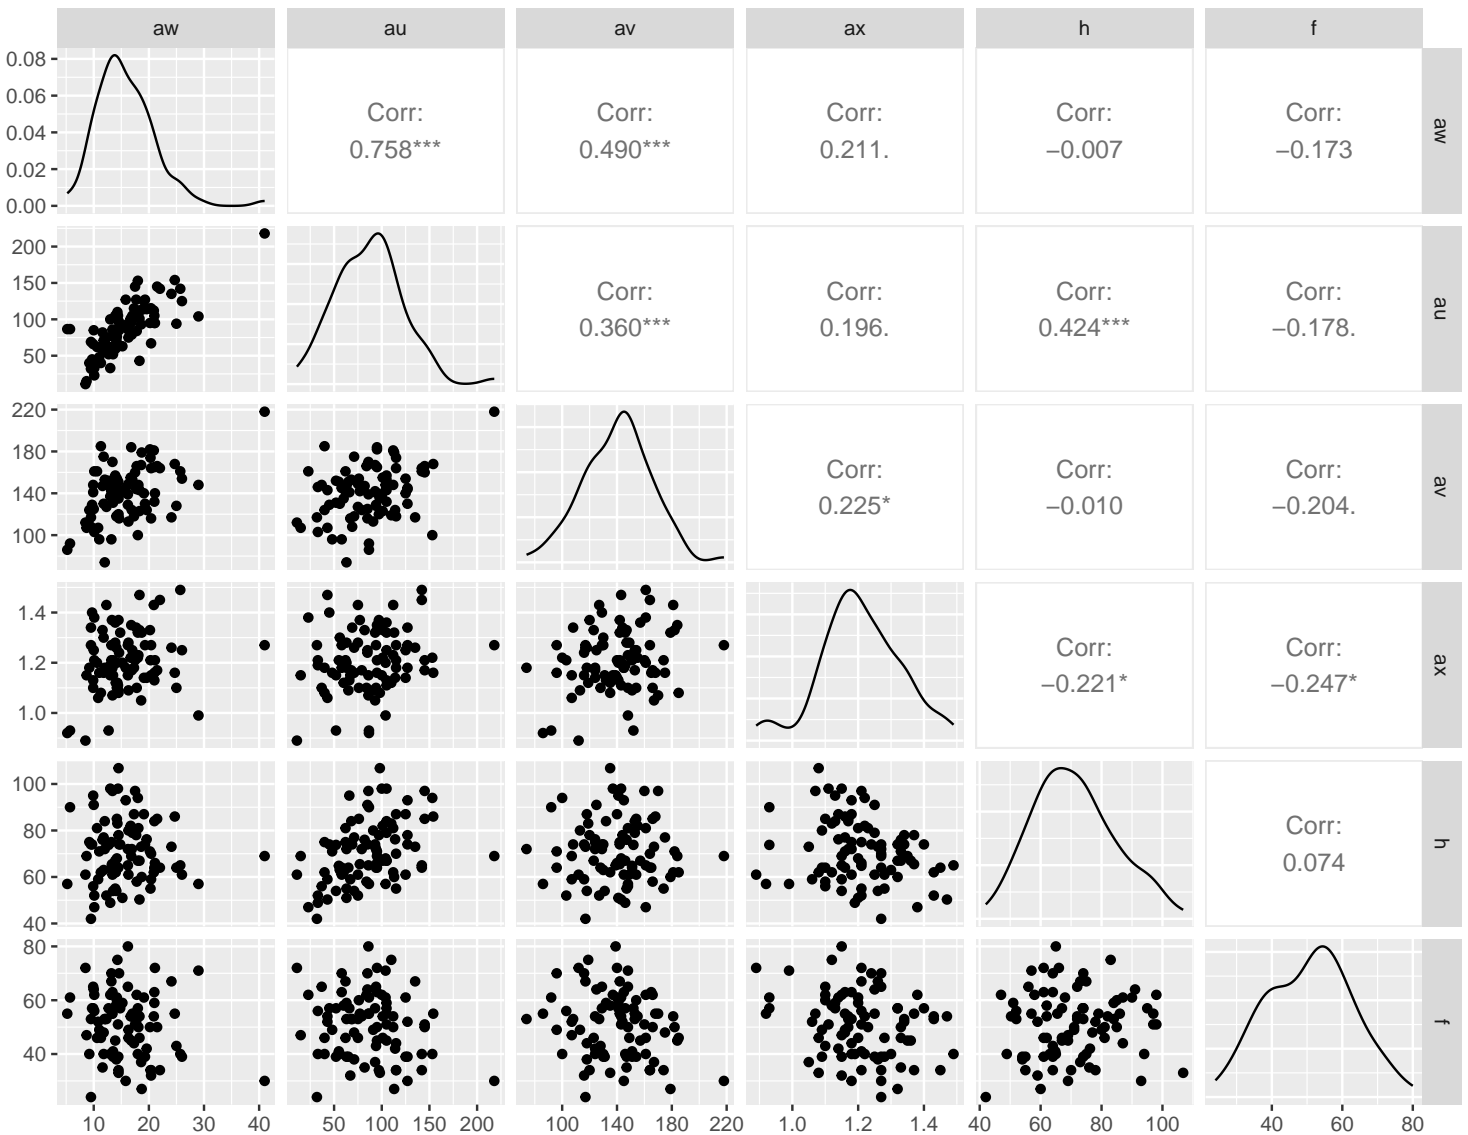 aw au av ax h f
0.08
0.06
0.04
0.02
0.00
Corr:
0.758***
Corr:
0.490***
Corr:
0.211.
Corr:
−0.007
Corr:
−0.173
aw
200
150
100
50
Corr:
0.360***
Corr:
0.196.
Corr:
0.424***
Corr:
−0.178.
au
220
180
140
100
Corr:
0.225*
Corr:
−0.010
Corr:
−0.204.
av
1.4
1.2
1.0
Corr:
−0.221*
Corr:
−0.247*
ax
100
80
60
40
Corr:
0.074
h
80
60
40
f
10 20 30 40 50 100 150 200 100 140 180 220 1.0 1.2 1.4 40 60 80 100 40 60 80